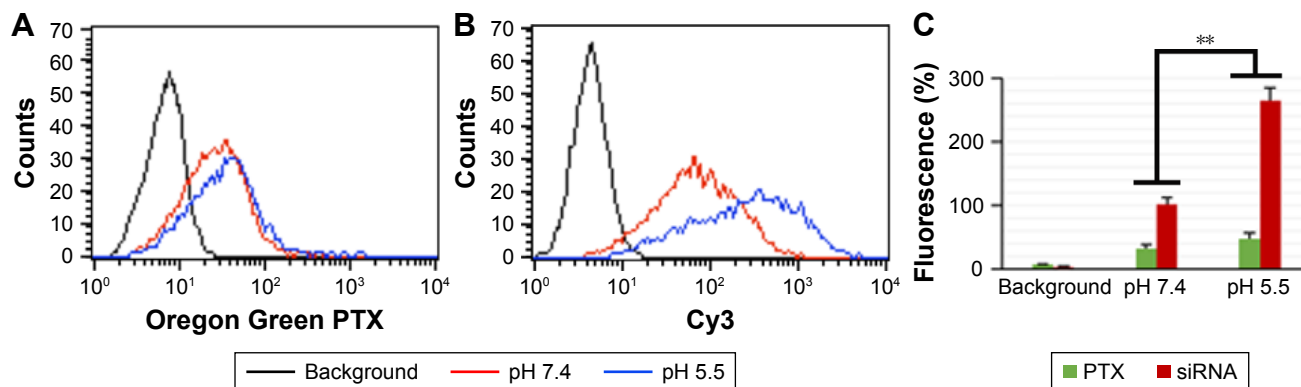 A
70
60
50
40
30
20
10
0
Counts
10⁰ 10¹ 10² 10³ 10⁴
Oregon Green PTX
B
70
60
50
40
30
20
10
0
Counts
10⁰ 10¹ 10² 10³ 10⁴
Cy3
Background pH 7.4 pH 5.5
C
**
300
200
100
0
Fluorescence (%)
Background pH 7.4 pH 5.5
PTX siRNA